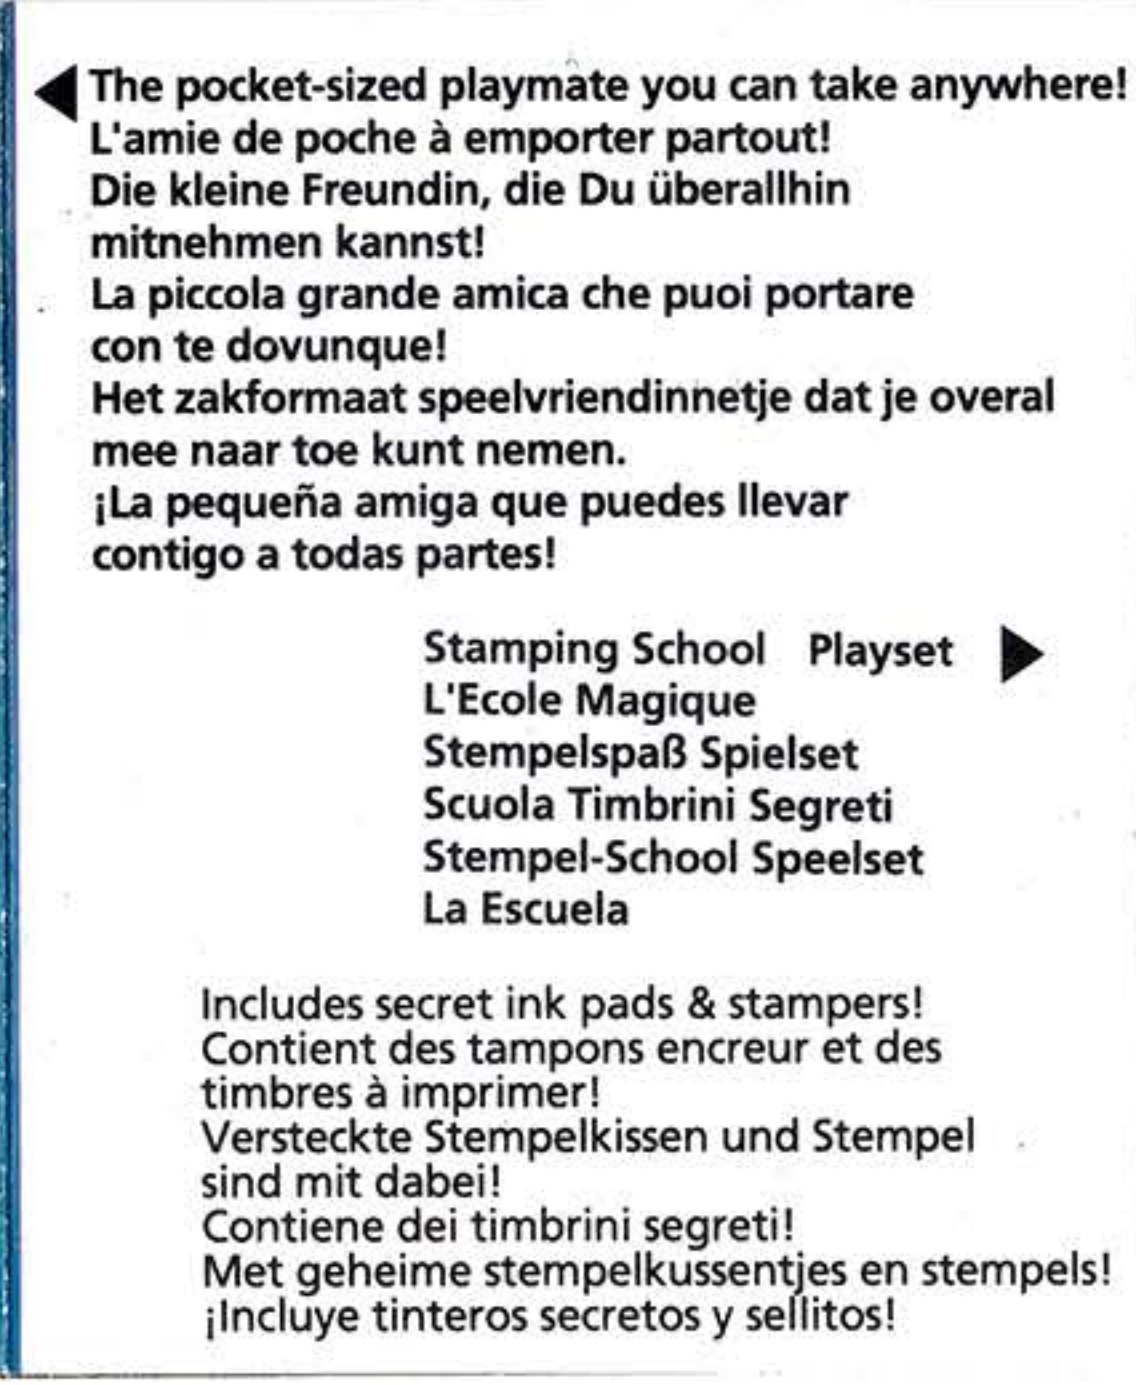 The pocket-sized playmate you can take anywhere!
L'amie de poche à emporter partout!
Die kleine Freundin, die Du überallhin
mitnehmen kannst!
La piccola grande amica che puoi portare
con te dovunque!
Het zakformaat speelvriendinnetje dat je overal
mee naar toe kunt nemen.
¡La pequeña amiga que puedes llevar
contigo a todas partes!
Stamping School Playset
L'Ecole Magique
Stempelspaß Spielset
Scuola Timbrini Segreti
Stempel-School Speelset
La Escuela
Includes secret ink pads & stampers!
Contient des tampons encreur et des
timbres à imprimer!
Versteckte Stempelkissen und Stempel
sind mit dabei!
Contiene dei timbrini segreti!
Met geheime stempelkussentjes en stempels!
¡Incluye tinteros secretos y sellitos!